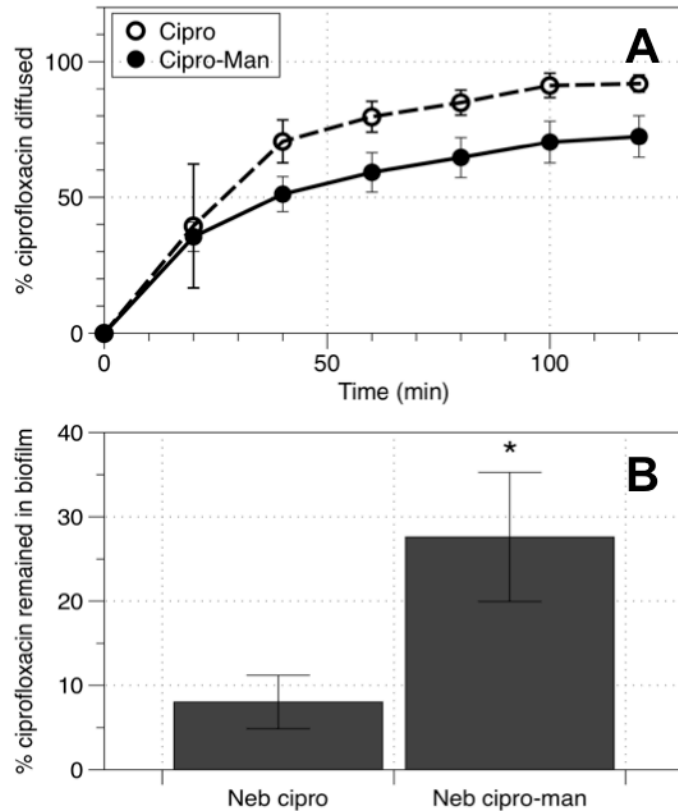 Cipro
Cipro-Man
A
% ciprofloxacin diffused
100
50
0
0 50 100
Time (min)
B
*
% ciprofloxacin remained in biofilm
40
30
20
10
0
Neb cipro Neb cipro-man